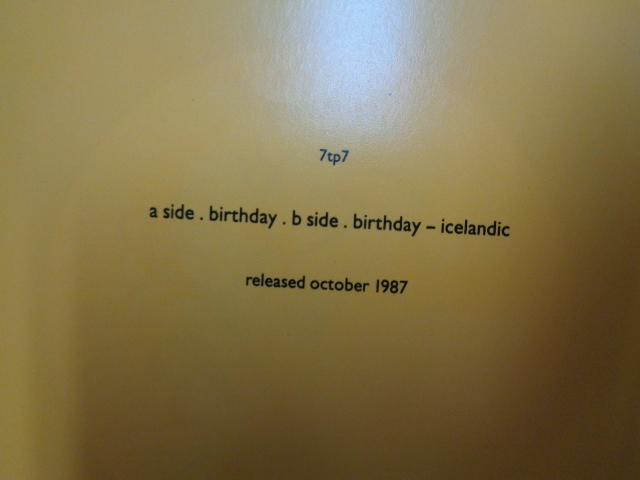 7tp7
a side . birthday . b side . birthday – icelandic
released october 1987